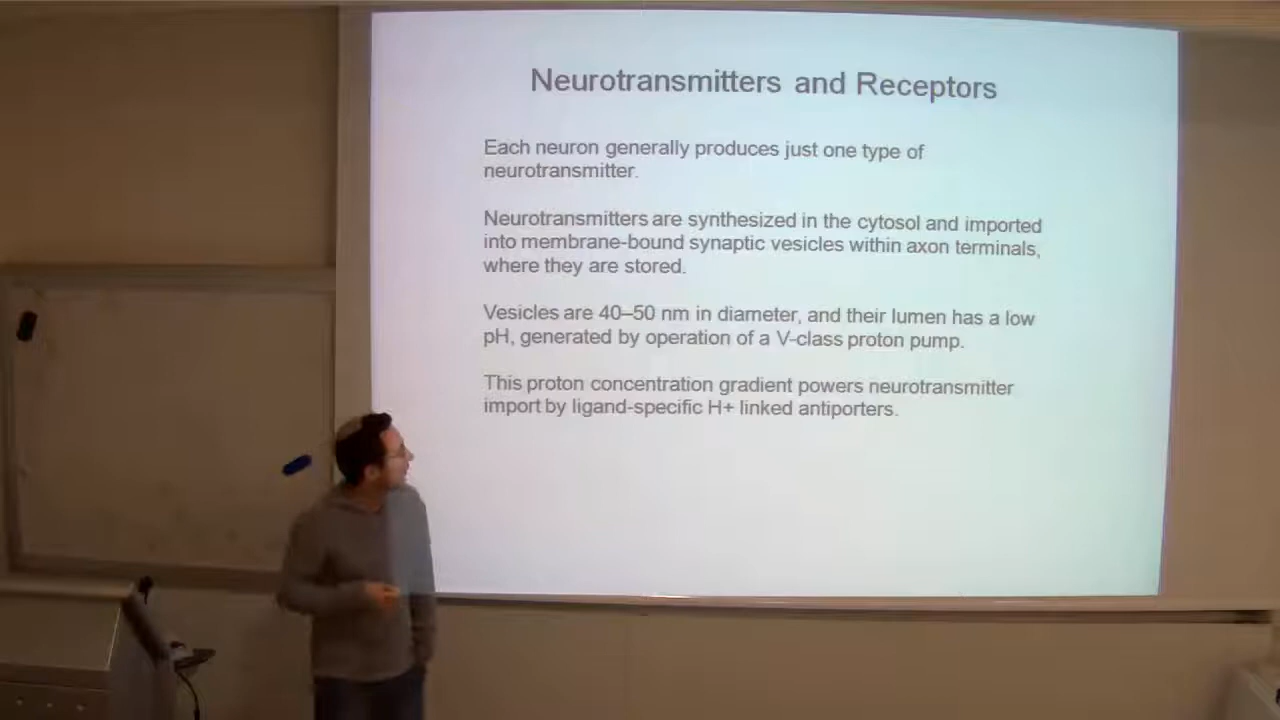 Neurotransmitters and Receptors
Each neuron generally produces just one type of
neurotransmitter.
Neurotransmitters are synthesized in the cytosol and imported
into membrane-bound synaptic vesicles within axon terminals,
where they are stored.
Vesicles are 40–50 nm in diameter, and their lumen has a low
pH, generated by operation of a V-class proton pump.
This proton concentration gradient powers neurotransmitter
import by ligand-specific H+ linked antiporters.